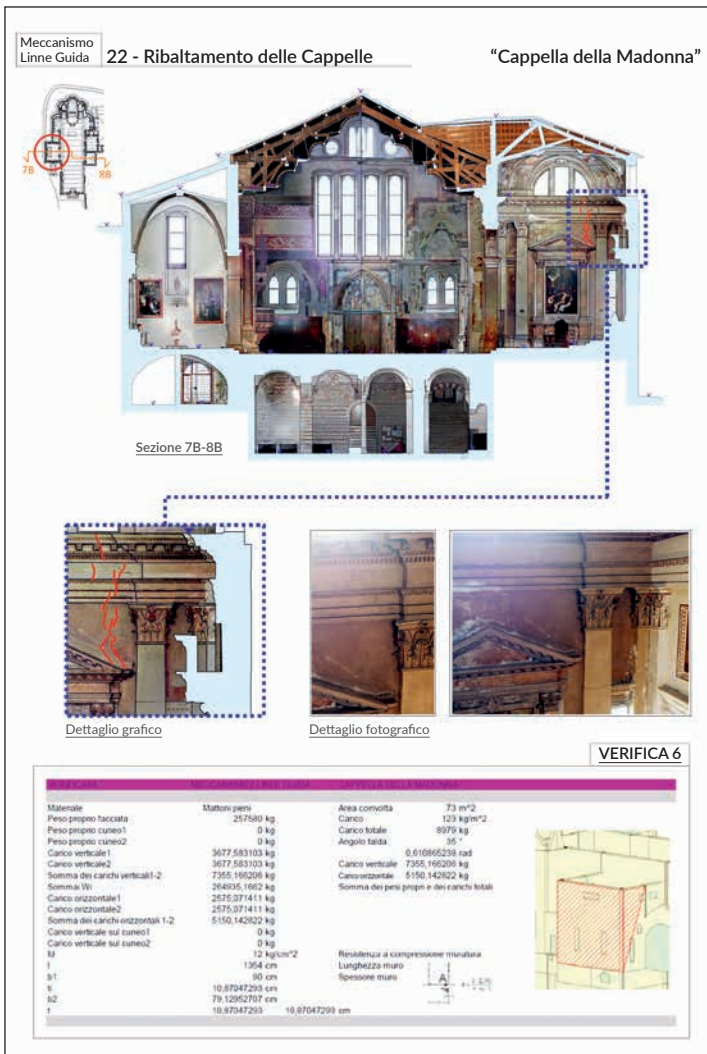 Meccanismo
Linne Guida
22 - Ribaltamento delle Cappelle
“Cappella della Madonna”
7B
8B
Sezione 7B-8B
Dettaglio grafico
Dettaglio fotografico
VERIFICA 6
CAPPELLA DELLA MADONNA
Materiale Mattoni pieni Area coinvolta 73 m^2
Peso proprio facciata 257580 kg Carico 123 kg/m^2
Peso proprio cuneo1 0 kg Carico totale 8979 kg
Peso proprio cuneo2 0 kg Angolo falda 35 °
Carico verticale1 3677,583103 kg 0,610865238 rad
Carico verticale2 3677,583103 kg Carico verticale 7355,166206 kg
Somma dei carichi verticali1-2 7355,166206 kg Carico orizzontale 5150,142822 kg
Sommai Wi 264935,1662 kg Somma dei pesi propri e dei carichi totali
Carico orizzontale1 2575,071411 kg
Carico orizzontale2 2575,071411 kg
Somma dei carichi orizzontali 1-2 5150,142822 kg
Carico verticale sul cuneo1 0 kg
Carico verticale sul cuneo2 0 kg
fd 12 kg/cm^2 Resistenza a compressione muratura
l 1354 cm Lunghezza muro
b1 90 cm Spessore muro
ti 10,87047293 cm
b2 79,12952707 cm
t 10,87047293 10,87047293 cm
A